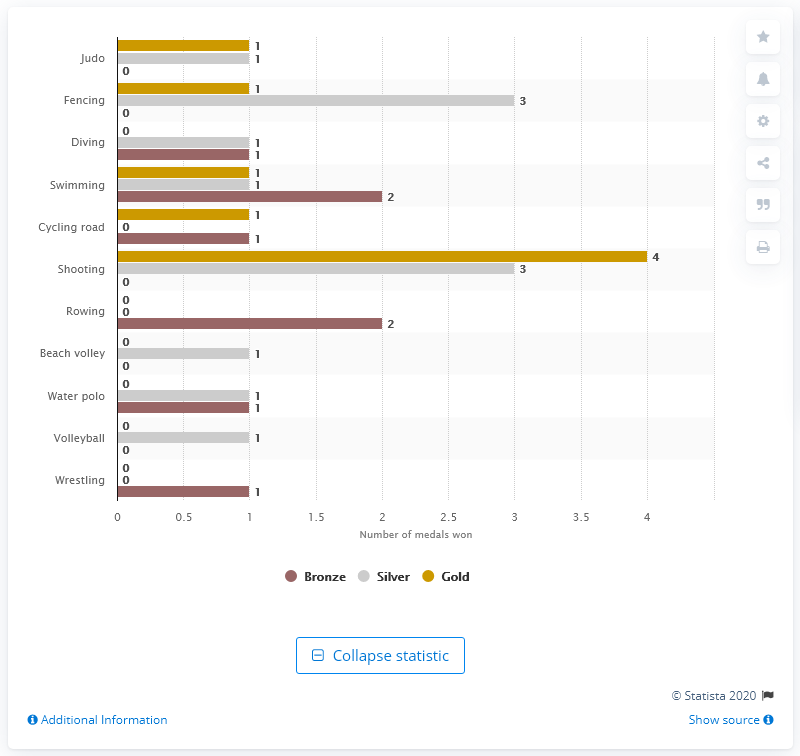 Judo
1
1
0
Fencing
1
3
0
Diving
0
1
1
Swimming
1
1
2
Cycling road
1
0
1
Shooting
4
3
0
Rowing
0
0
2
Beach volley
0
1
0
Water polo
0
1
1
Volleyball
0
1
0
Wrestling
0
0
1
0 0.5 1 1.5 2 2.5 3 3.5 4
Number of medals won
Bronze Silver Gold
Collapse statistic
© Statista 2020
Additional Information Show source